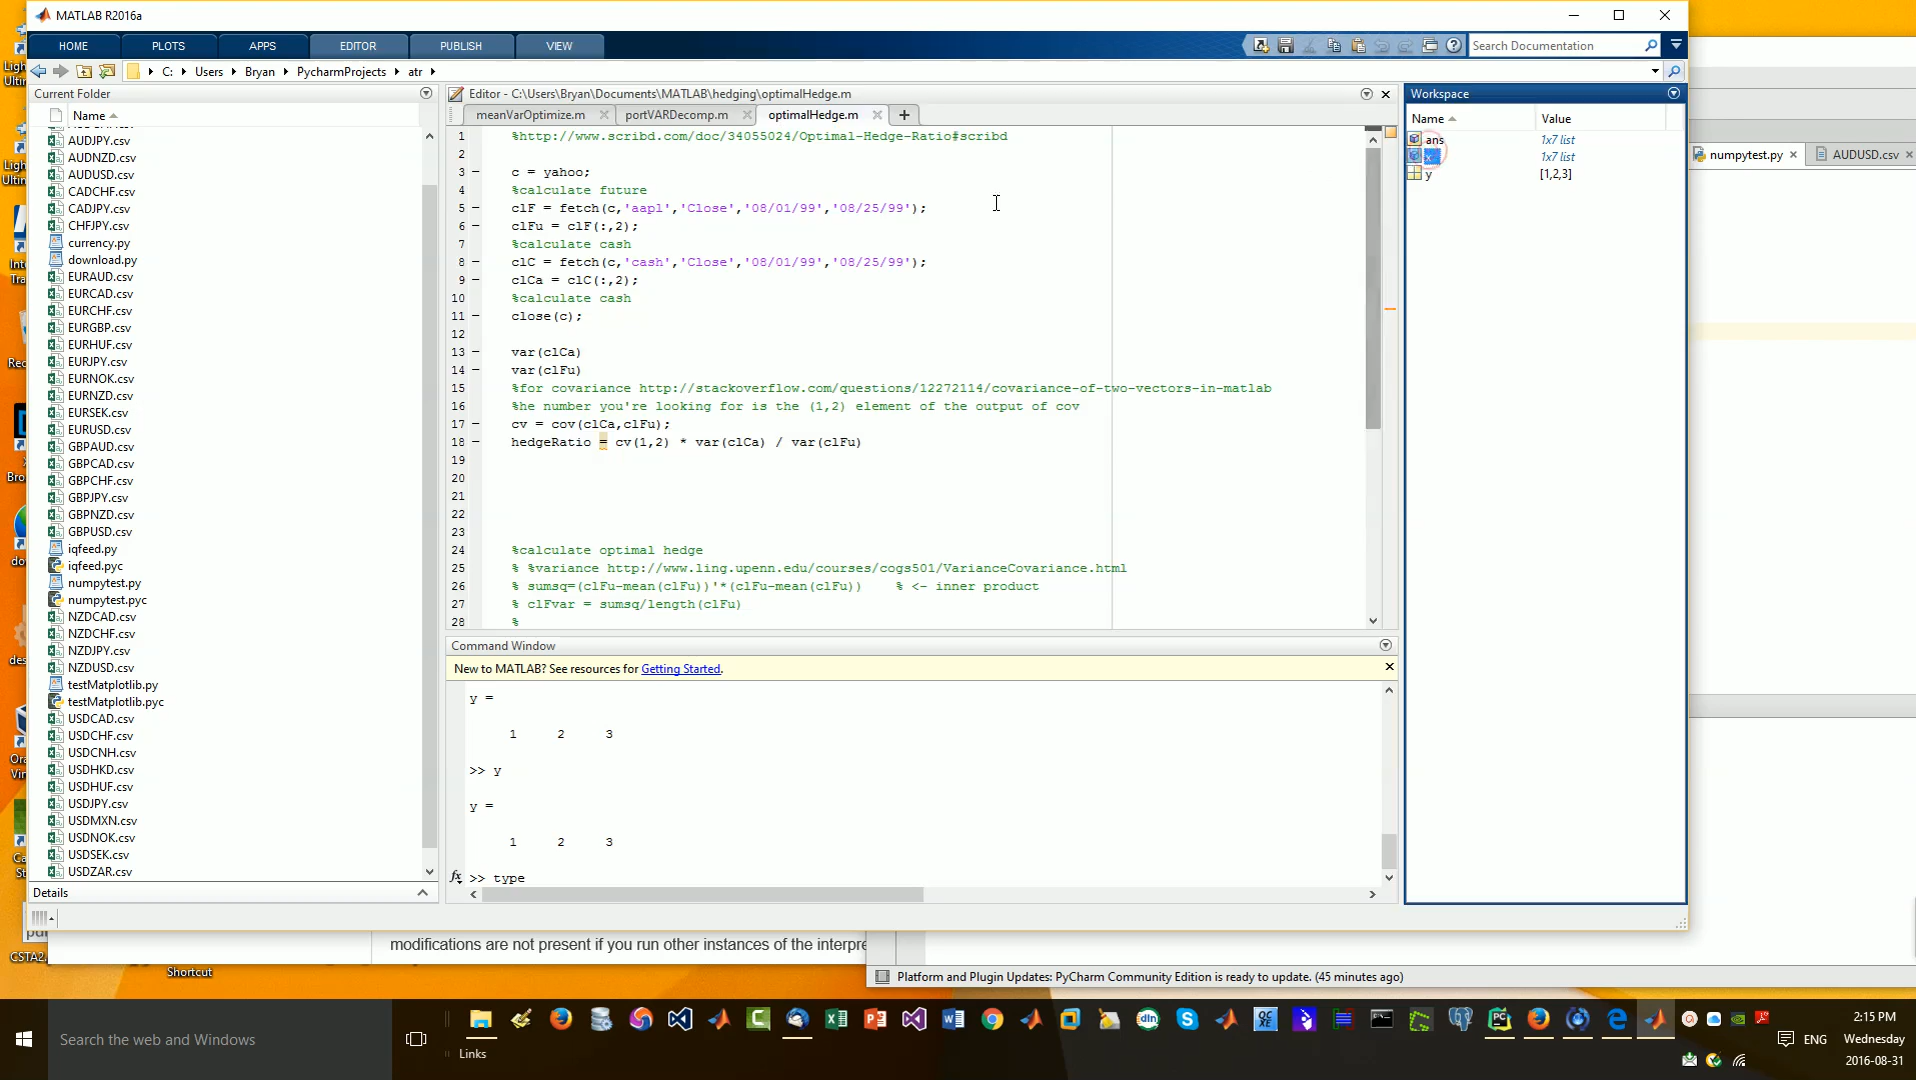 MATLAB R2016a
HOME PLOTS APPS EDITOR PUBLISH VIEW
Search Documentation
C: Users Bryan PycharmProjects atr
Current Folder
Name
AUDJPY.csv
AUDNZD.csv
AUDUSD.csv
CADCHF.csv
CADJPY.csv
CHFJPY.csv
currency.py
download.py
EURAUD.csv
EURCAD.csv
EURCHF.csv
EURGBP.csv
EURHUF.csv
EURJPY.csv
EURNOK.csv
EURNZD.csv
EURSEK.csv
EURUSD.csv
GBPAUD.csv
GBPCAD.csv
GBPCHF.csv
GBPJPY.csv
GBPNZD.csv
GBPUSD.csv
iqfeed.py
iqfeed.pyc
numpytest.py
numpytest.pyc
NZDCAD.csv
NZDCHF.csv
NZDJPY.csv
NZDUSD.csv
testMatplotlib.py
testMatplotlib.pyc
USDCAD.csv
USDCHF.csv
USDCNH.csv
USDHKD.csv
USDHUF.csv
USDJPY.csv
USDMXN.csv
USDNOK.csv
USDSEK.csv
USDZAR.csv
Details
Editor - C:\Users\Bryan\Documents\MATLAB\hedging\optimalHedge.m
meanVarOptimize.m portVARDecomp.m optimalHedge.m
1 %http://www.scribd.com/doc/34055024/Optimal-Hedge-Ratio#scribd
2
3 c = yahoo;
4 %calculate future
5 clF = fetch(c,'aapl','Close','08/01/99','08/25/99');
6 clFu = clF(:,2);
7 %calculate cash
8 clC = fetch(c,'cash','Close','08/01/99','08/25/99');
9 clCa = clC(:,2);
10 %calculate cash
11 close(c);
12
13 var(clCa)
14 var(clFu)
15 %for covariance http://stackoverflow.com/questions/12272114/covariance-of-two-vectors-in-matlab
16 %he number you're looking for is the (1,2) element of the output of cov
17 cv = cov(clCa,clFu);
18 hedgeRatio = cv(1,2) * var(clCa) / var(clFu)
19
20
21
22
23
24 %calculate optimal hedge
25 % %variance http://www.ling.upenn.edu/courses/cogs501/VarianceCovariance.html
26 % sumsq=(clFu-mean(clFu))'*(clFu-mean(clFu)) % <- inner product
27 % clFvar = sumsq/length(clFu)
28 %
Command Window
New to MATLAB? See resources for Getting Started.
y =
1 2 3
>> y
y =
1 2 3
fx >> type
Workspace
Name Value
ans 1x7 list
x 1x7 list
y [1,2,3]
numpytest.py AUDUSD.csv
modifications are not present if you run other instances of the interpre
CSTA2.
Shortcut
Platform and Plugin Updates: PyCharm Community Edition is ready to update. (45 minutes ago)
Search the web and Windows
Links
ENG
2:15 PM
Wednesday
2016-08-31